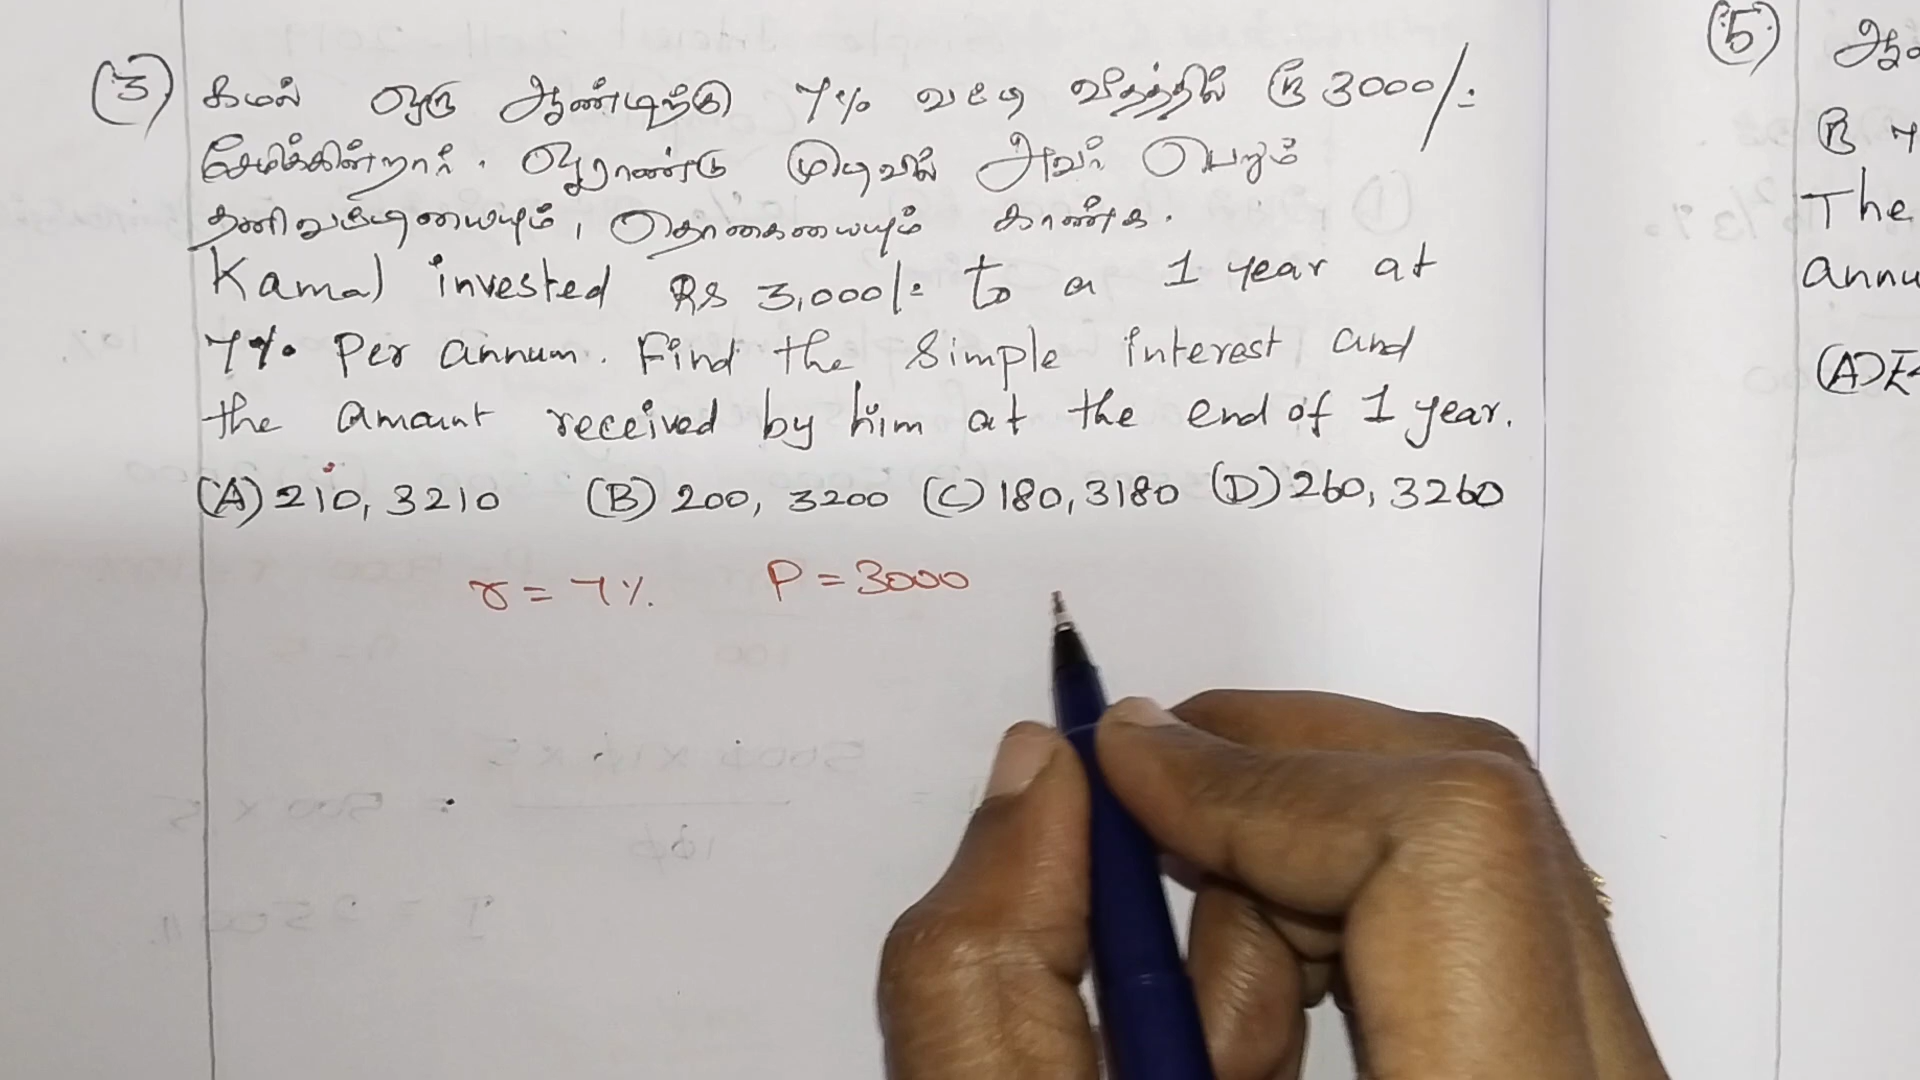 (3) கமல் ஒரு ஆண்டிற்கு 7% வட்டி வீதத்தில் ரூ 3000/-
சேமிக்கின்றார். ஓராண்டு முடிவில் அவர் பெறும்
தனிவட்டியையும், தொகையையும் காண்க.
Kamal invested Rs 3,000/- to a 1 year at
7% Per annum. Find the Simple interest and
the amount received by him at the end of 1 year.
(A) 210, 3210 (B) 200, 3200 (C) 180, 3180 (D) 260, 3260
r = 7% P = 3000
(5)
The
annu
(A)